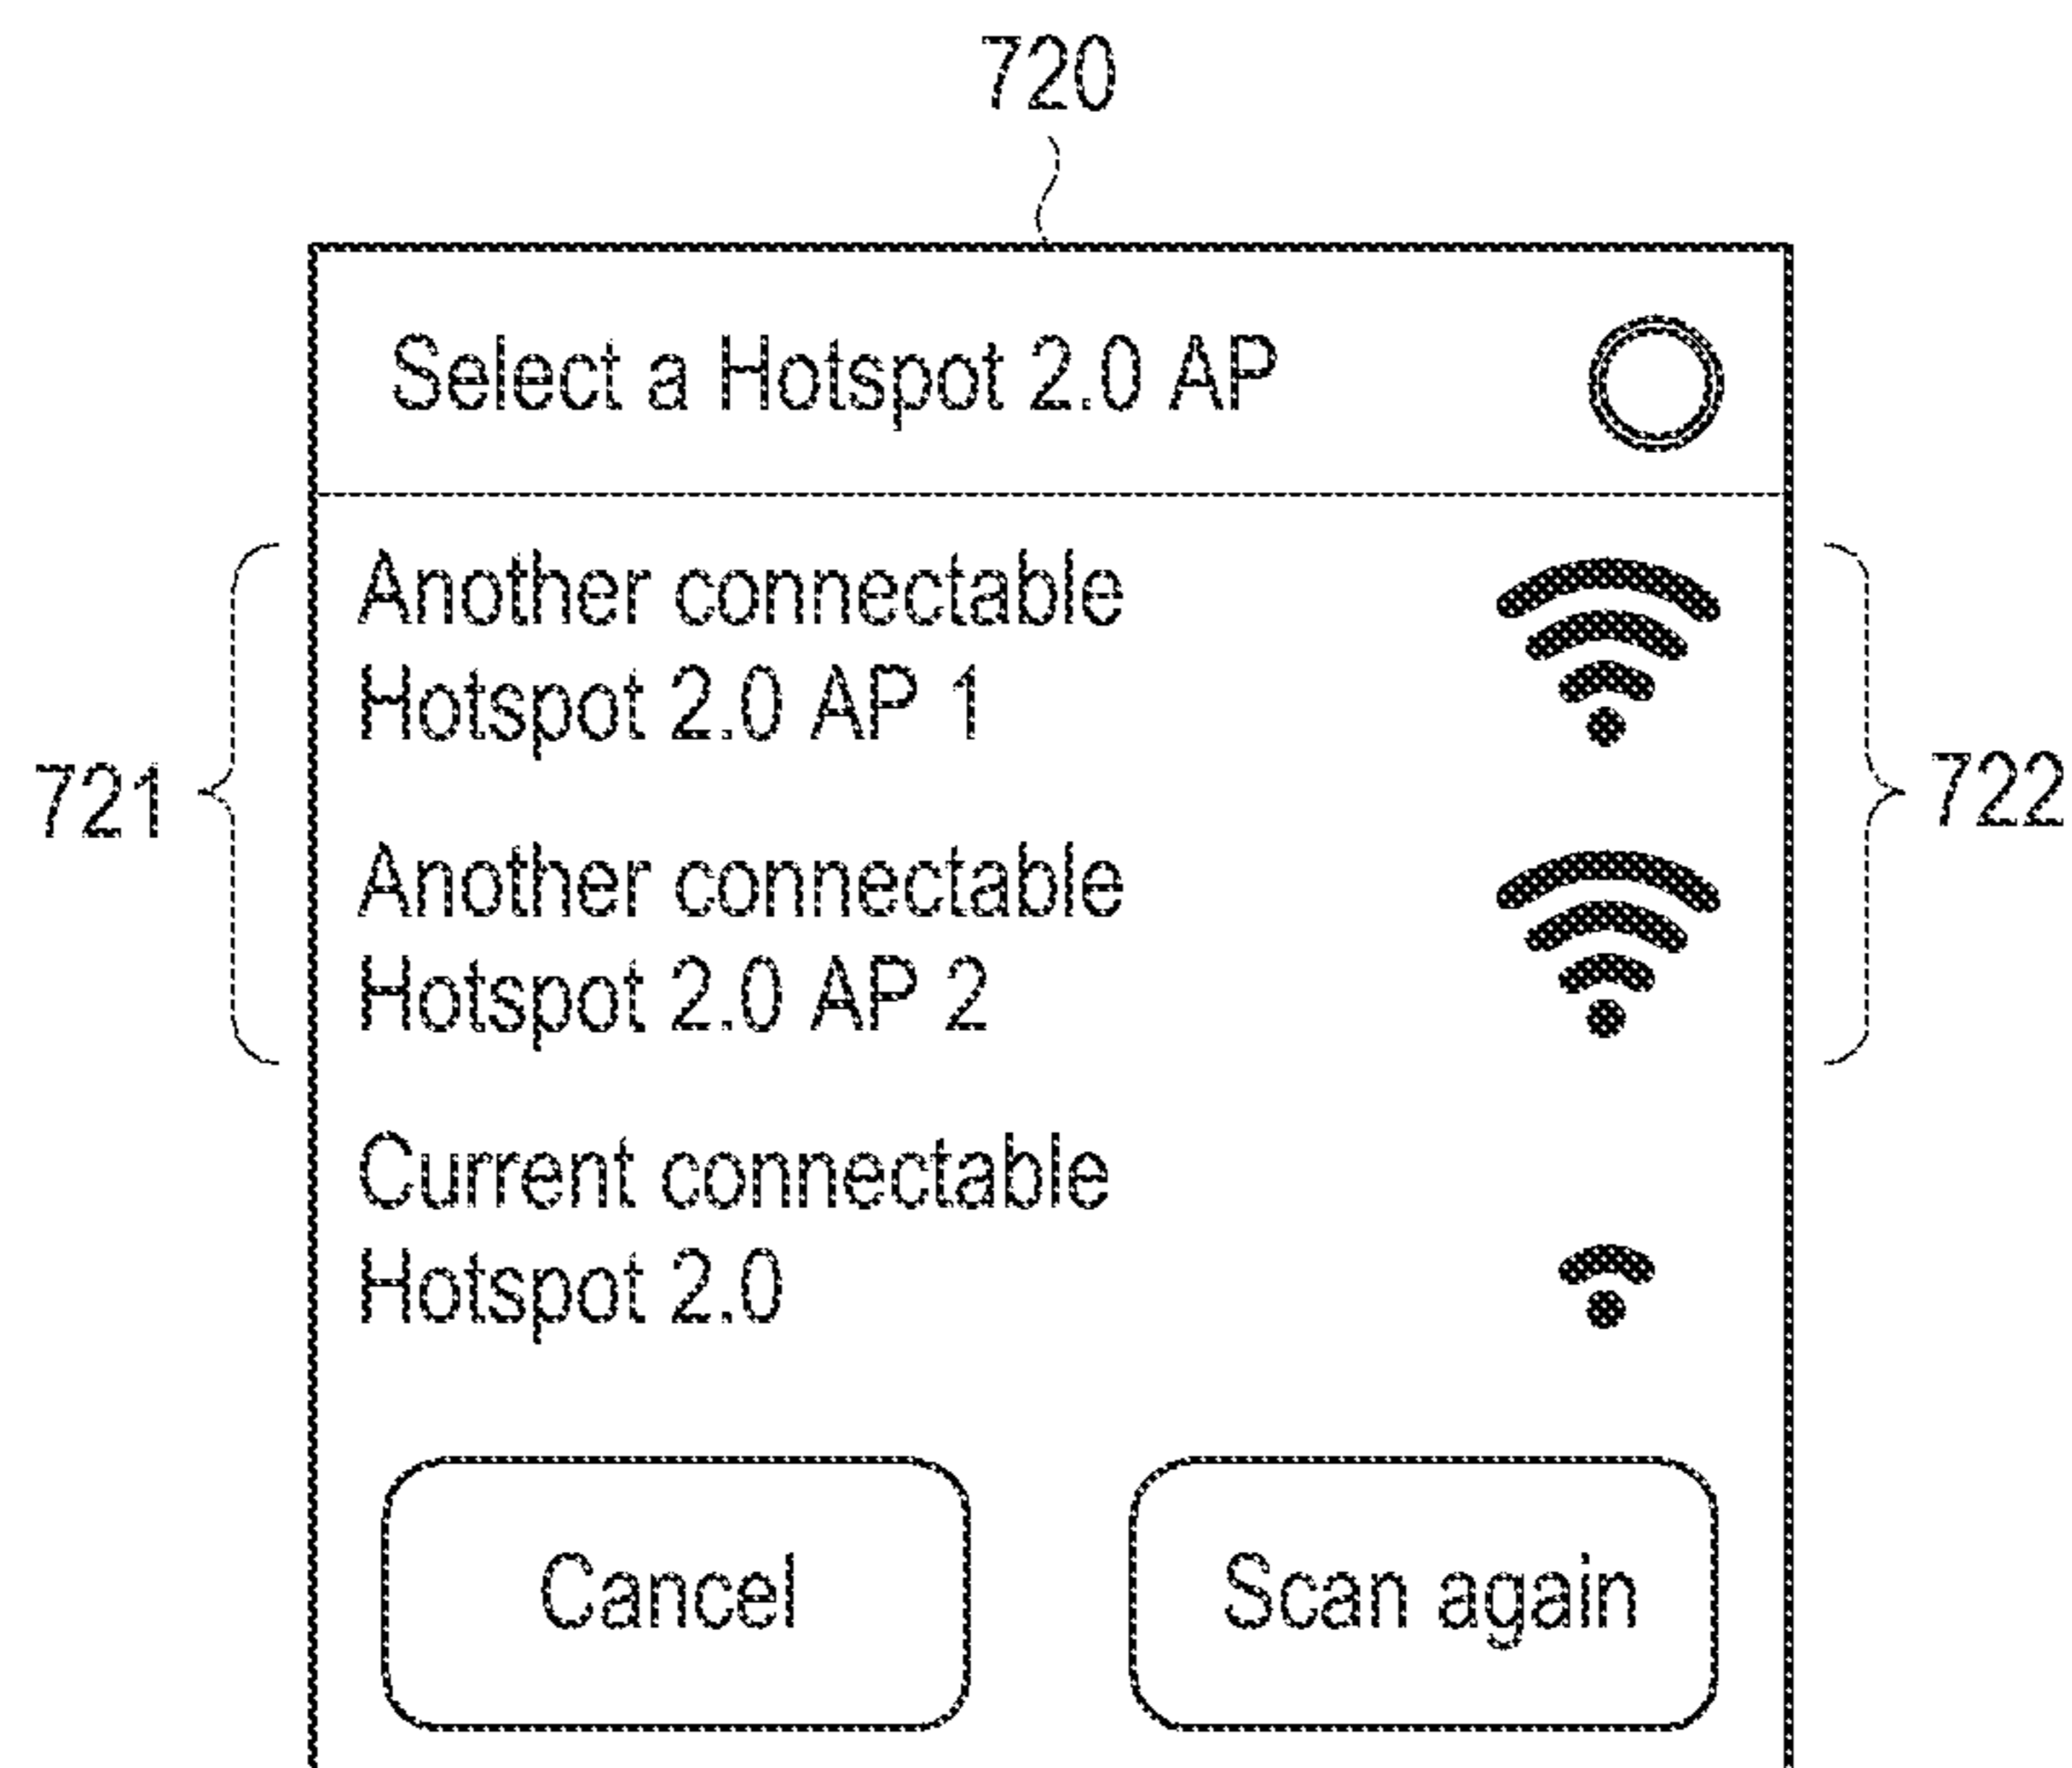 720
Select a Hotspot 2.0 AP
Another connectable
Hotspot 2.0 AP 1
721
722
Another connectable
Hotspot 2.0 AP 2
Current connectable
Hotspot 2.0
Cancel
Scan again